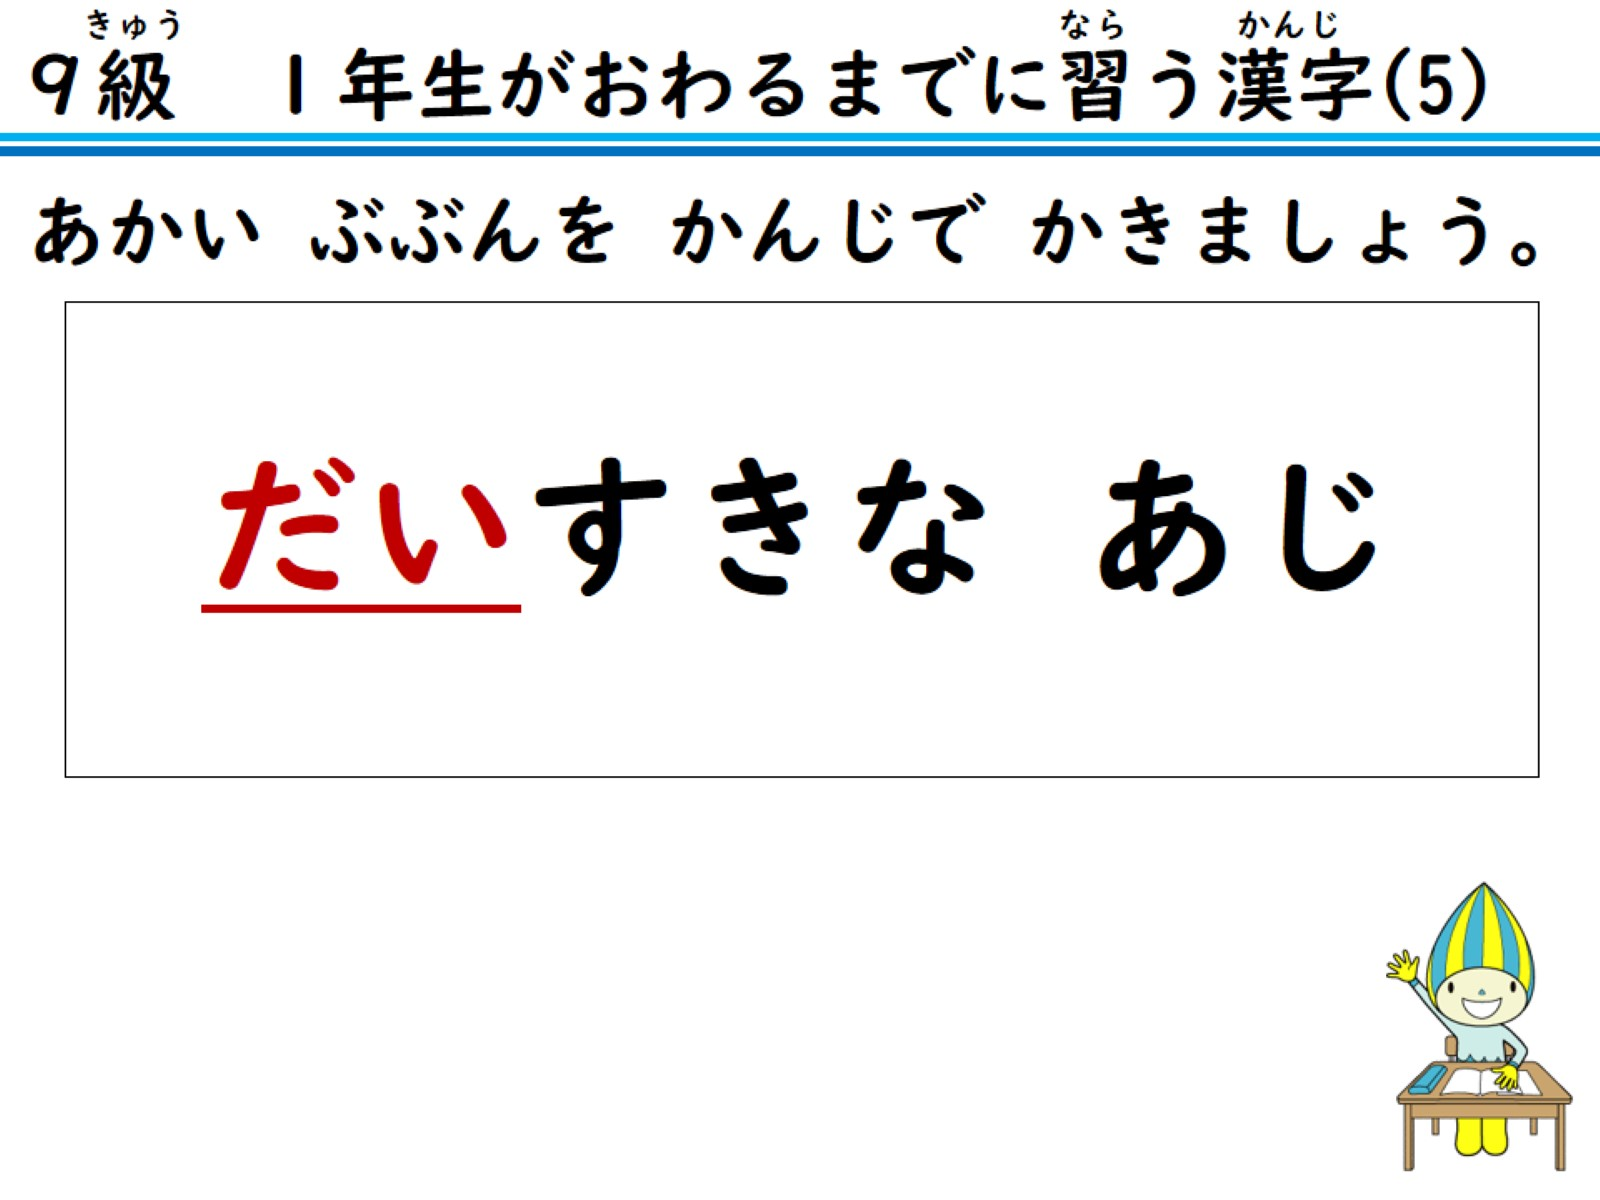 きゅう なら かんじ
9級 1年生がおわるまでに習う漢字(5)
あかい ぶぶんを かんじで かきましょう。
だいすきな あじ